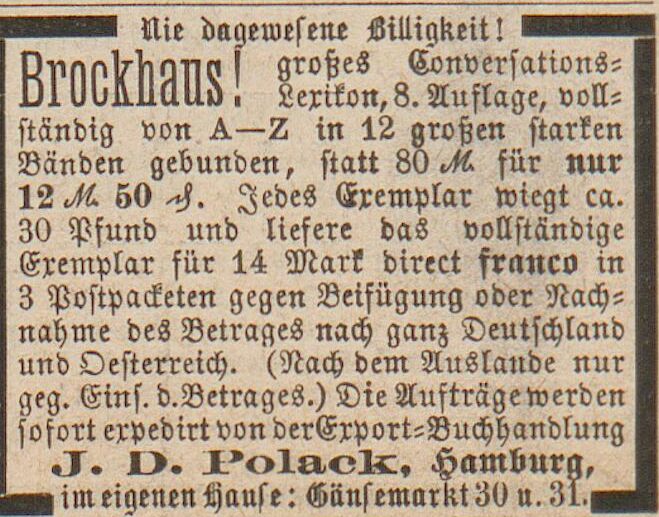 Nie dagewesene Billigkeit!
Brockhaus! großes Conversations=
Lexikon, 8. Auflage, voll=
ständig von A—Z in 12 großen starken
Bänden gebunden, statt 80 M. für nur
12 M. 50 ₰. Jedes Exemplar wiegt ca.
30 Pfund und liefere das vollständige
Exemplar für 14 Mark direct franco in
3 Postpacketen gegen Beifügung oder Nach=
nahme des Betrages nach ganz Deutschland
und Oesterreich. (Nach dem Auslande nur
geg. Eins. d. Betrages.) Die Aufträge werden
sofort expedirt von der Export=Buchhandlung
J. D. Polack, Hamburg,
im eigenen Hause: Gänsemarkt 30 u. 31.